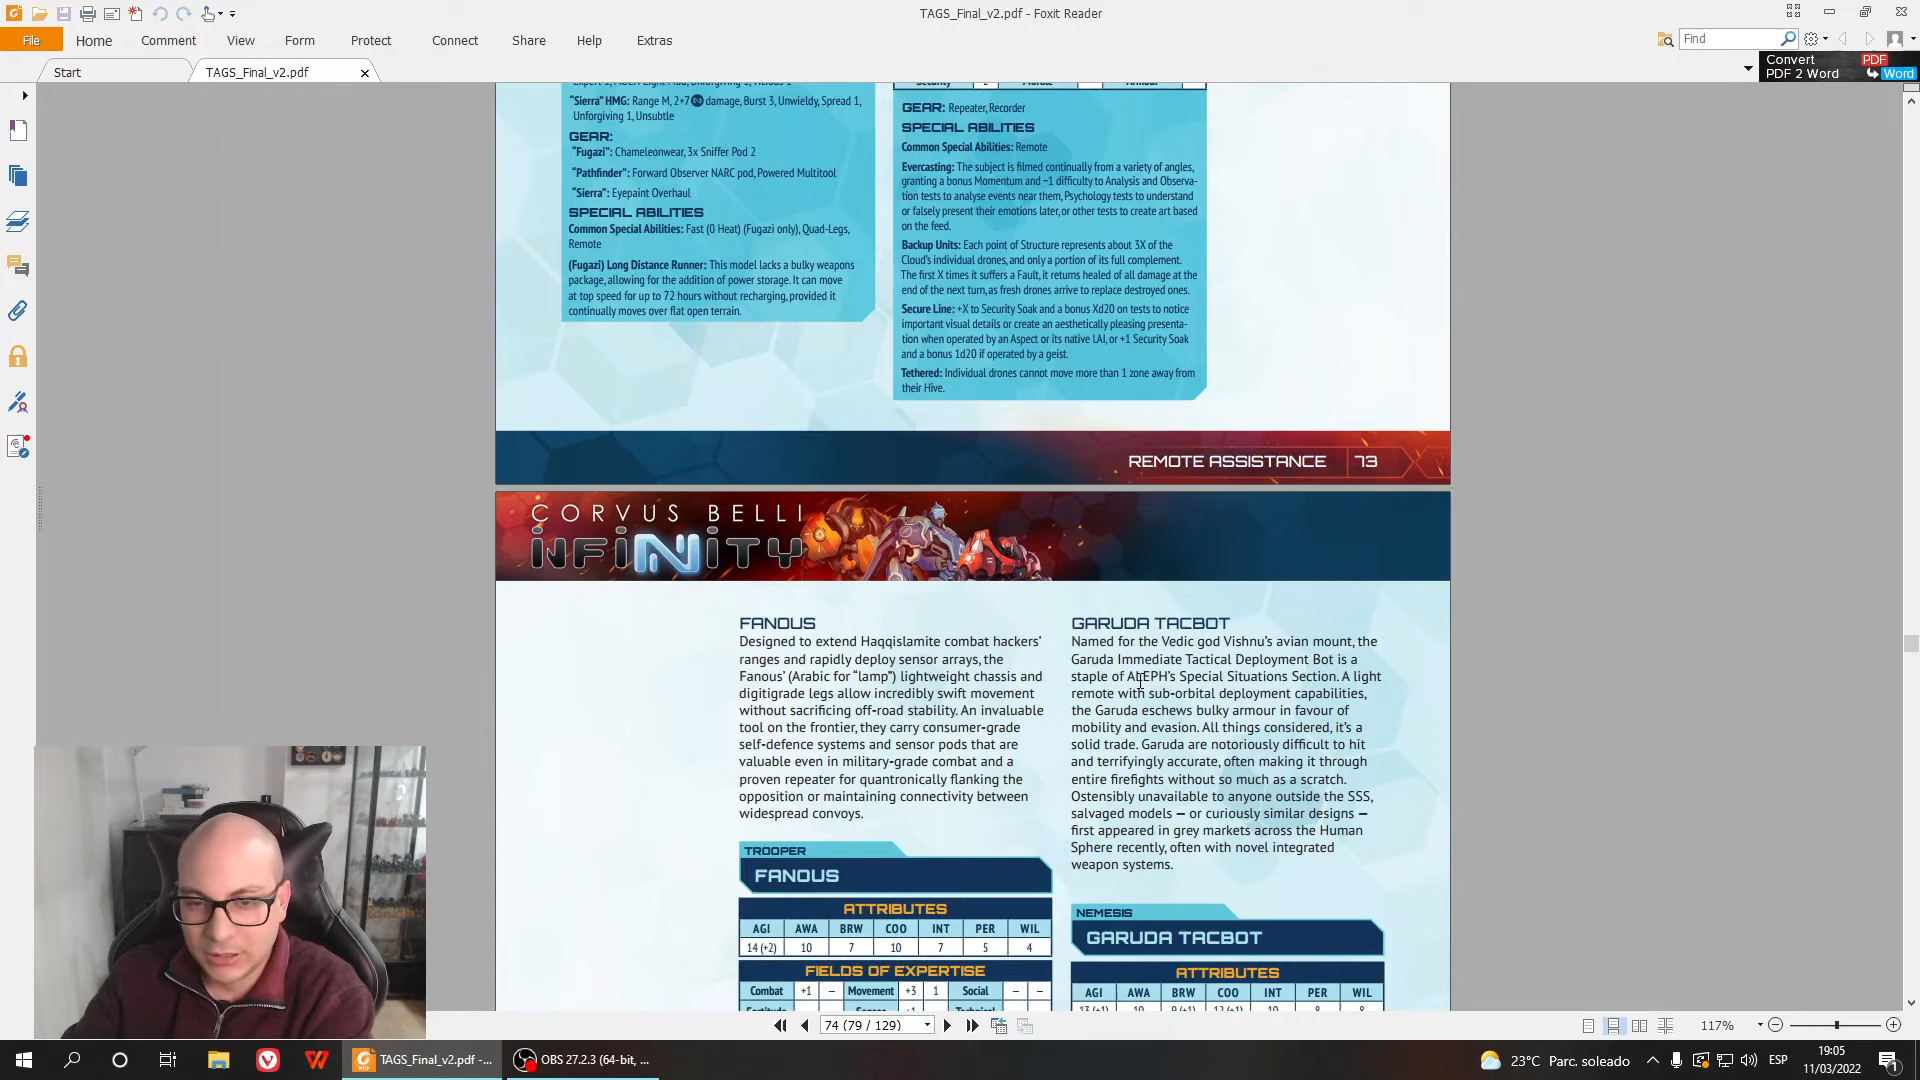 TAGS_Final_v2.pdf - Foxit Reader
File
Home
Comment
View
Form
Protect
Connect
Share
Help
Extras
Find
Start
TAGS_Final_v2.pdf
Convert
PDF 2 Word
PDF
Word
"Sierra" HMG: Range M, 2+7 damage, Burst 3, Unwieldy, Spread 1,
Unforgiving 1, Unsubtle
GEAR:
"Fugazi": Chameleonwear, 3x Sniffer Pod 2
"Pathfinder": Forward Observer NARC pod, Powered Multitool
"Sierra": Eyepaint Overhaul
SPECIAL ABILITIES
Common Special Abilities: Fast (0 Heat) (Fugazi only), Quad-Legs,
Remote
(Fugazi) Long Distance Runner: This model lacks a bulky weapons
package, allowing for the addition of power storage. It can move
at top speed for up to 72 hours without recharging, provided it
continually moves over flat open terrain.
GEAR: Repeater, Recorder
SPECIAL ABILITIES
Common Special Abilities: Remote
Evercasting: The subject is filmed continually from a variety of angles,
granting a bonus Momentum and −1 difficulty to Analysis and Observa-
tion tests to analyse events near them, Psychology tests to understand
or falsely present their emotions later, or other tests to create art based
on the feed.
Backup Units: Each point of Structure represents about 3X of the
Cloud's individual drones, and only a portion of its full complement.
The first X times it suffers a Fault, it returns healed of all damage at the
end of the next turn, as fresh drones arrive to replace destroyed ones.
Secure Line: +X to Security Soak and a bonus Xd20 on tests to notice
important visual details or create an aesthetically pleasing presenta-
tion when operated by an Aspect or its native LAI, or +1 Security Soak
and a bonus 1d20 if operated by a geist.
Tethered: Individual drones cannot move more than 1 zone away from
their Hive.
REMOTE ASSISTANCE 73
CORVUS BELLI
INFINITY
FANOUS
Designed to extend Haqqislamite combat hackers'
ranges and rapidly deploy sensor arrays, the
Fanous' (Arabic for "lamp") lightweight chassis and
digitigrade legs allow incredibly swift movement
without sacrificing off-road stability. An invaluable
tool on the frontier, they carry consumer-grade
self-defence systems and sensor pods that are
valuable even in military-grade combat and a
proven repeater for quantronically flanking the
opposition or maintaining connectivity between
widespread convoys.
TROOPER
FANOUS
ATTRIBUTES
AGI AWA BRW COO INT PER WIL
14 (+2) 10 7 10 7 5 4
FIELDS OF EXPERTISE
Combat +1 – Movement +3 1 Social – –
GARUDA TACBOT
Named for the Vedic god Vishnu's avian mount, the
Garuda Immediate Tactical Deployment Bot is a
staple of ALEPH's Special Situations Section. A light
remote with sub-orbital deployment capabilities,
the Garuda eschews bulky armour in favour of
mobility and evasion. All things considered, it's a
solid trade. Garuda are notoriously difficult to hit
and terrifyingly accurate, often making it through
entire firefights without so much as a scratch.
Ostensibly unavailable to anyone outside the SSS,
salvaged models — or curiously similar designs —
first appeared in grey markets across the Human
Sphere recently, often with novel integrated
weapon systems.
NEMESIS
GARUDA TACBOT
ATTRIBUTES
AGI AWA BRW COO INT PER WIL
74 (79 / 129)
117%
TAGS_Final_v2.pdf -...
OBS 27.2.3 (64-bit, ...
23°C Parc. soleado
ESP
19:05
11/03/2022
1